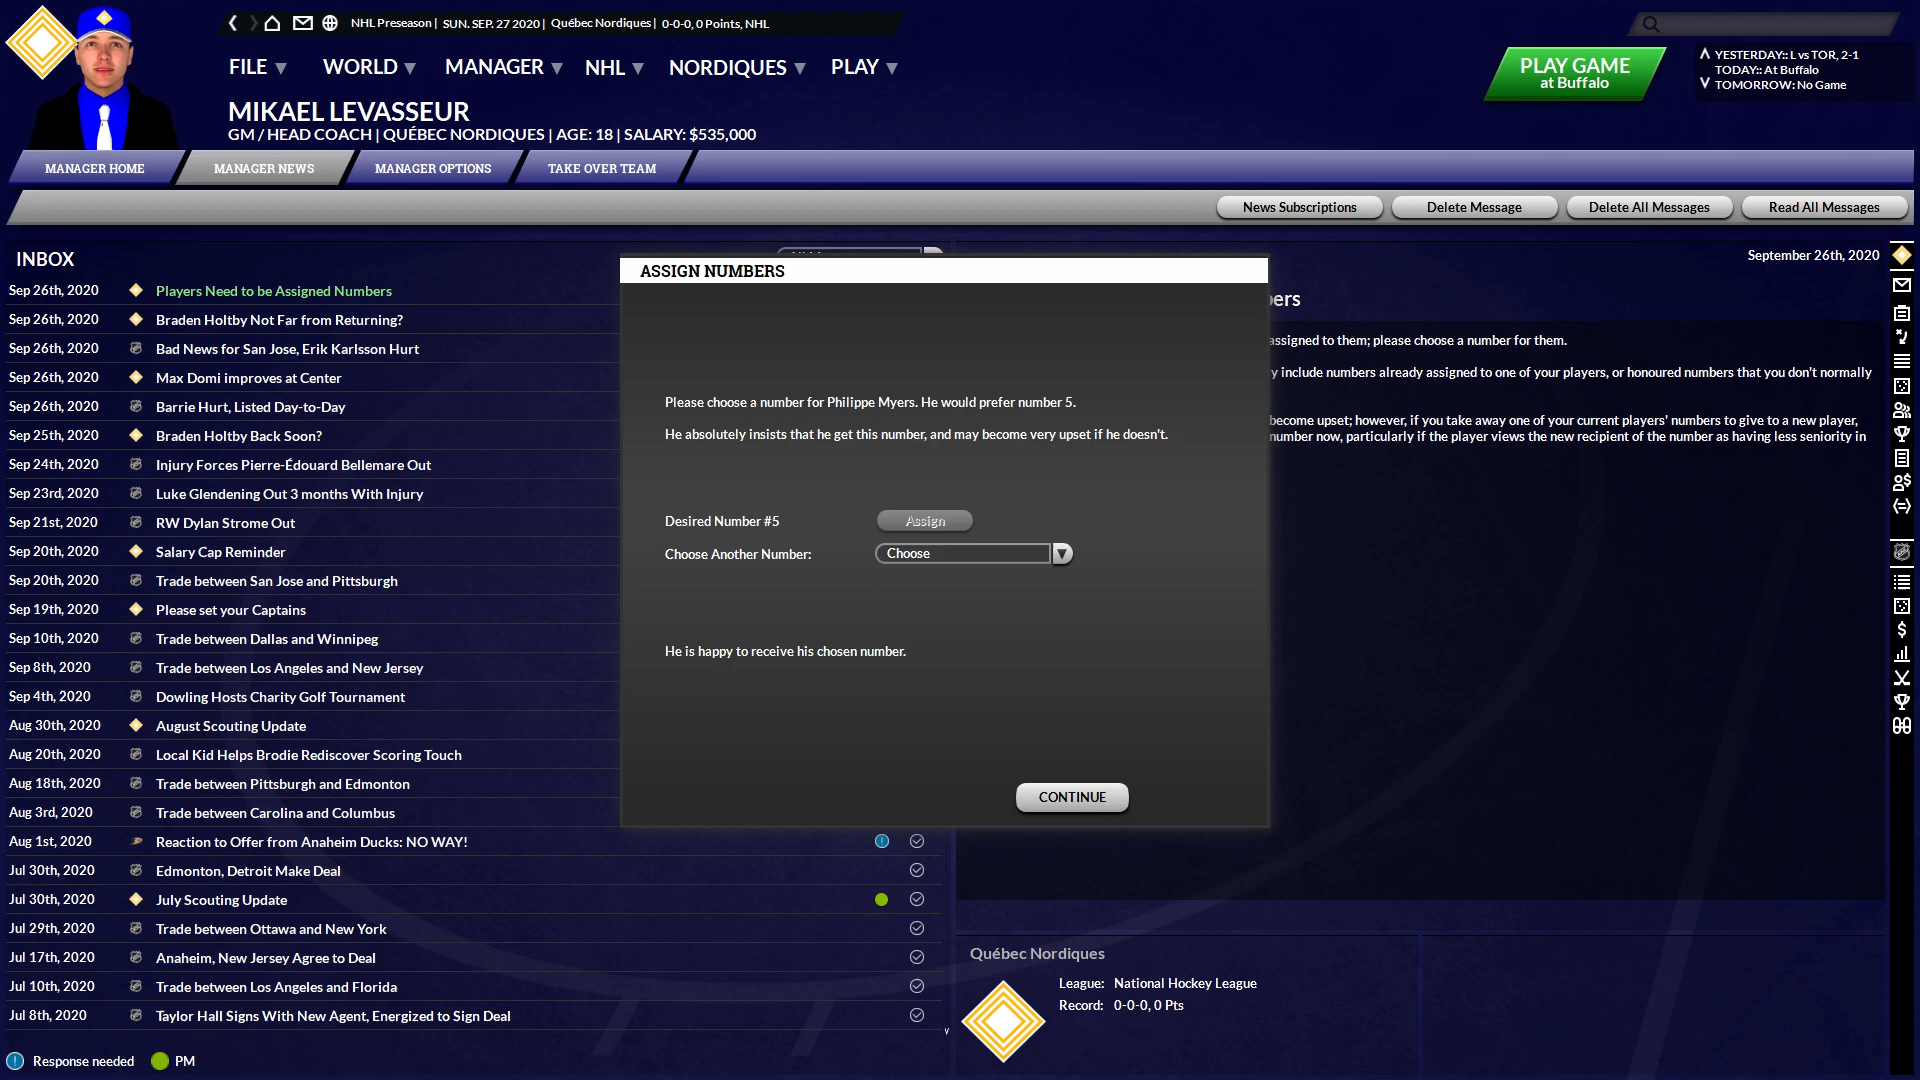 NHL Preseason | SUN. SEP. 27 2020 | Québec Nordiques | 0-0-0, 0 Points, NHL
FILE WORLD MANAGER NHL NORDIQUES PLAY
PLAY GAME
at Buffalo
YESTERDAY:: L vs TOR, 2-1
TODAY:: At Buffalo
TOMORROW: No Game
MIKAEL LEVASSEUR
GM / HEAD COACH | QUÉBEC NORDIQUES | AGE: 18 | SALARY: $535,000
MANAGER HOME MANAGER NEWS MANAGER OPTIONS TAKE OVER TEAM
News Subscriptions Delete Message Delete All Messages Read All Messages
INBOX
Sep 26th, 2020 Players Need to be Assigned Numbers
Sep 26th, 2020 Braden Holtby Not Far from Returning?
Sep 26th, 2020 Bad News for San Jose, Erik Karlsson Hurt
Sep 26th, 2020 Max Domi improves at Center
Sep 26th, 2020 Barrie Hurt, Listed Day-to-Day
Sep 25th, 2020 Braden Holtby Back Soon?
Sep 24th, 2020 Injury Forces Pierre-Édouard Bellemare Out
Sep 23rd, 2020 Luke Glendening Out 3 months With Injury
Sep 21st, 2020 RW Dylan Strome Out
Sep 20th, 2020 Salary Cap Reminder
Sep 20th, 2020 Trade between San Jose and Pittsburgh
Sep 19th, 2020 Please set your Captains
Sep 10th, 2020 Trade between Dallas and Winnipeg
Sep 8th, 2020 Trade between Los Angeles and New Jersey
Sep 4th, 2020 Dowling Hosts Charity Golf Tournament
Aug 30th, 2020 August Scouting Update
Aug 20th, 2020 Local Kid Helps Brodie Rediscover Scoring Touch
Aug 18th, 2020 Trade between Pittsburgh and Edmonton
Aug 3rd, 2020 Trade between Carolina and Columbus
Aug 1st, 2020 Reaction to Offer from Anaheim Ducks: NO WAY!
Jul 30th, 2020 Edmonton, Detroit Make Deal
Jul 30th, 2020 July Scouting Update
Jul 29th, 2020 Trade between Ottawa and New York
Jul 17th, 2020 Anaheim, New Jersey Agree to Deal
Jul 10th, 2020 Trade between Los Angeles and Florida
Jul 8th, 2020 Taylor Hall Signs With New Agent, Energized to Sign Deal
Response needed PM
ASSIGN NUMBERS
Please choose a number for Philippe Myers. He would prefer number 5.
He absolutely insists that he get this number, and may become very upset if he doesn't.
Desired Number #5 Assign
Choose Another Number: Choose
He is happy to receive his chosen number.
CONTINUE
September 26th, 2020
bers
assigned to them; please choose a number for them.
y include numbers already assigned to one of your players, or honoured numbers that you don't normally
become upset; however, if you take away one of your current players' numbers to give to a new player,
number now, particularly if the player views the new recipient of the number as having less seniority in
Québec Nordiques
League: National Hockey League
Record: 0-0-0, 0 Pts